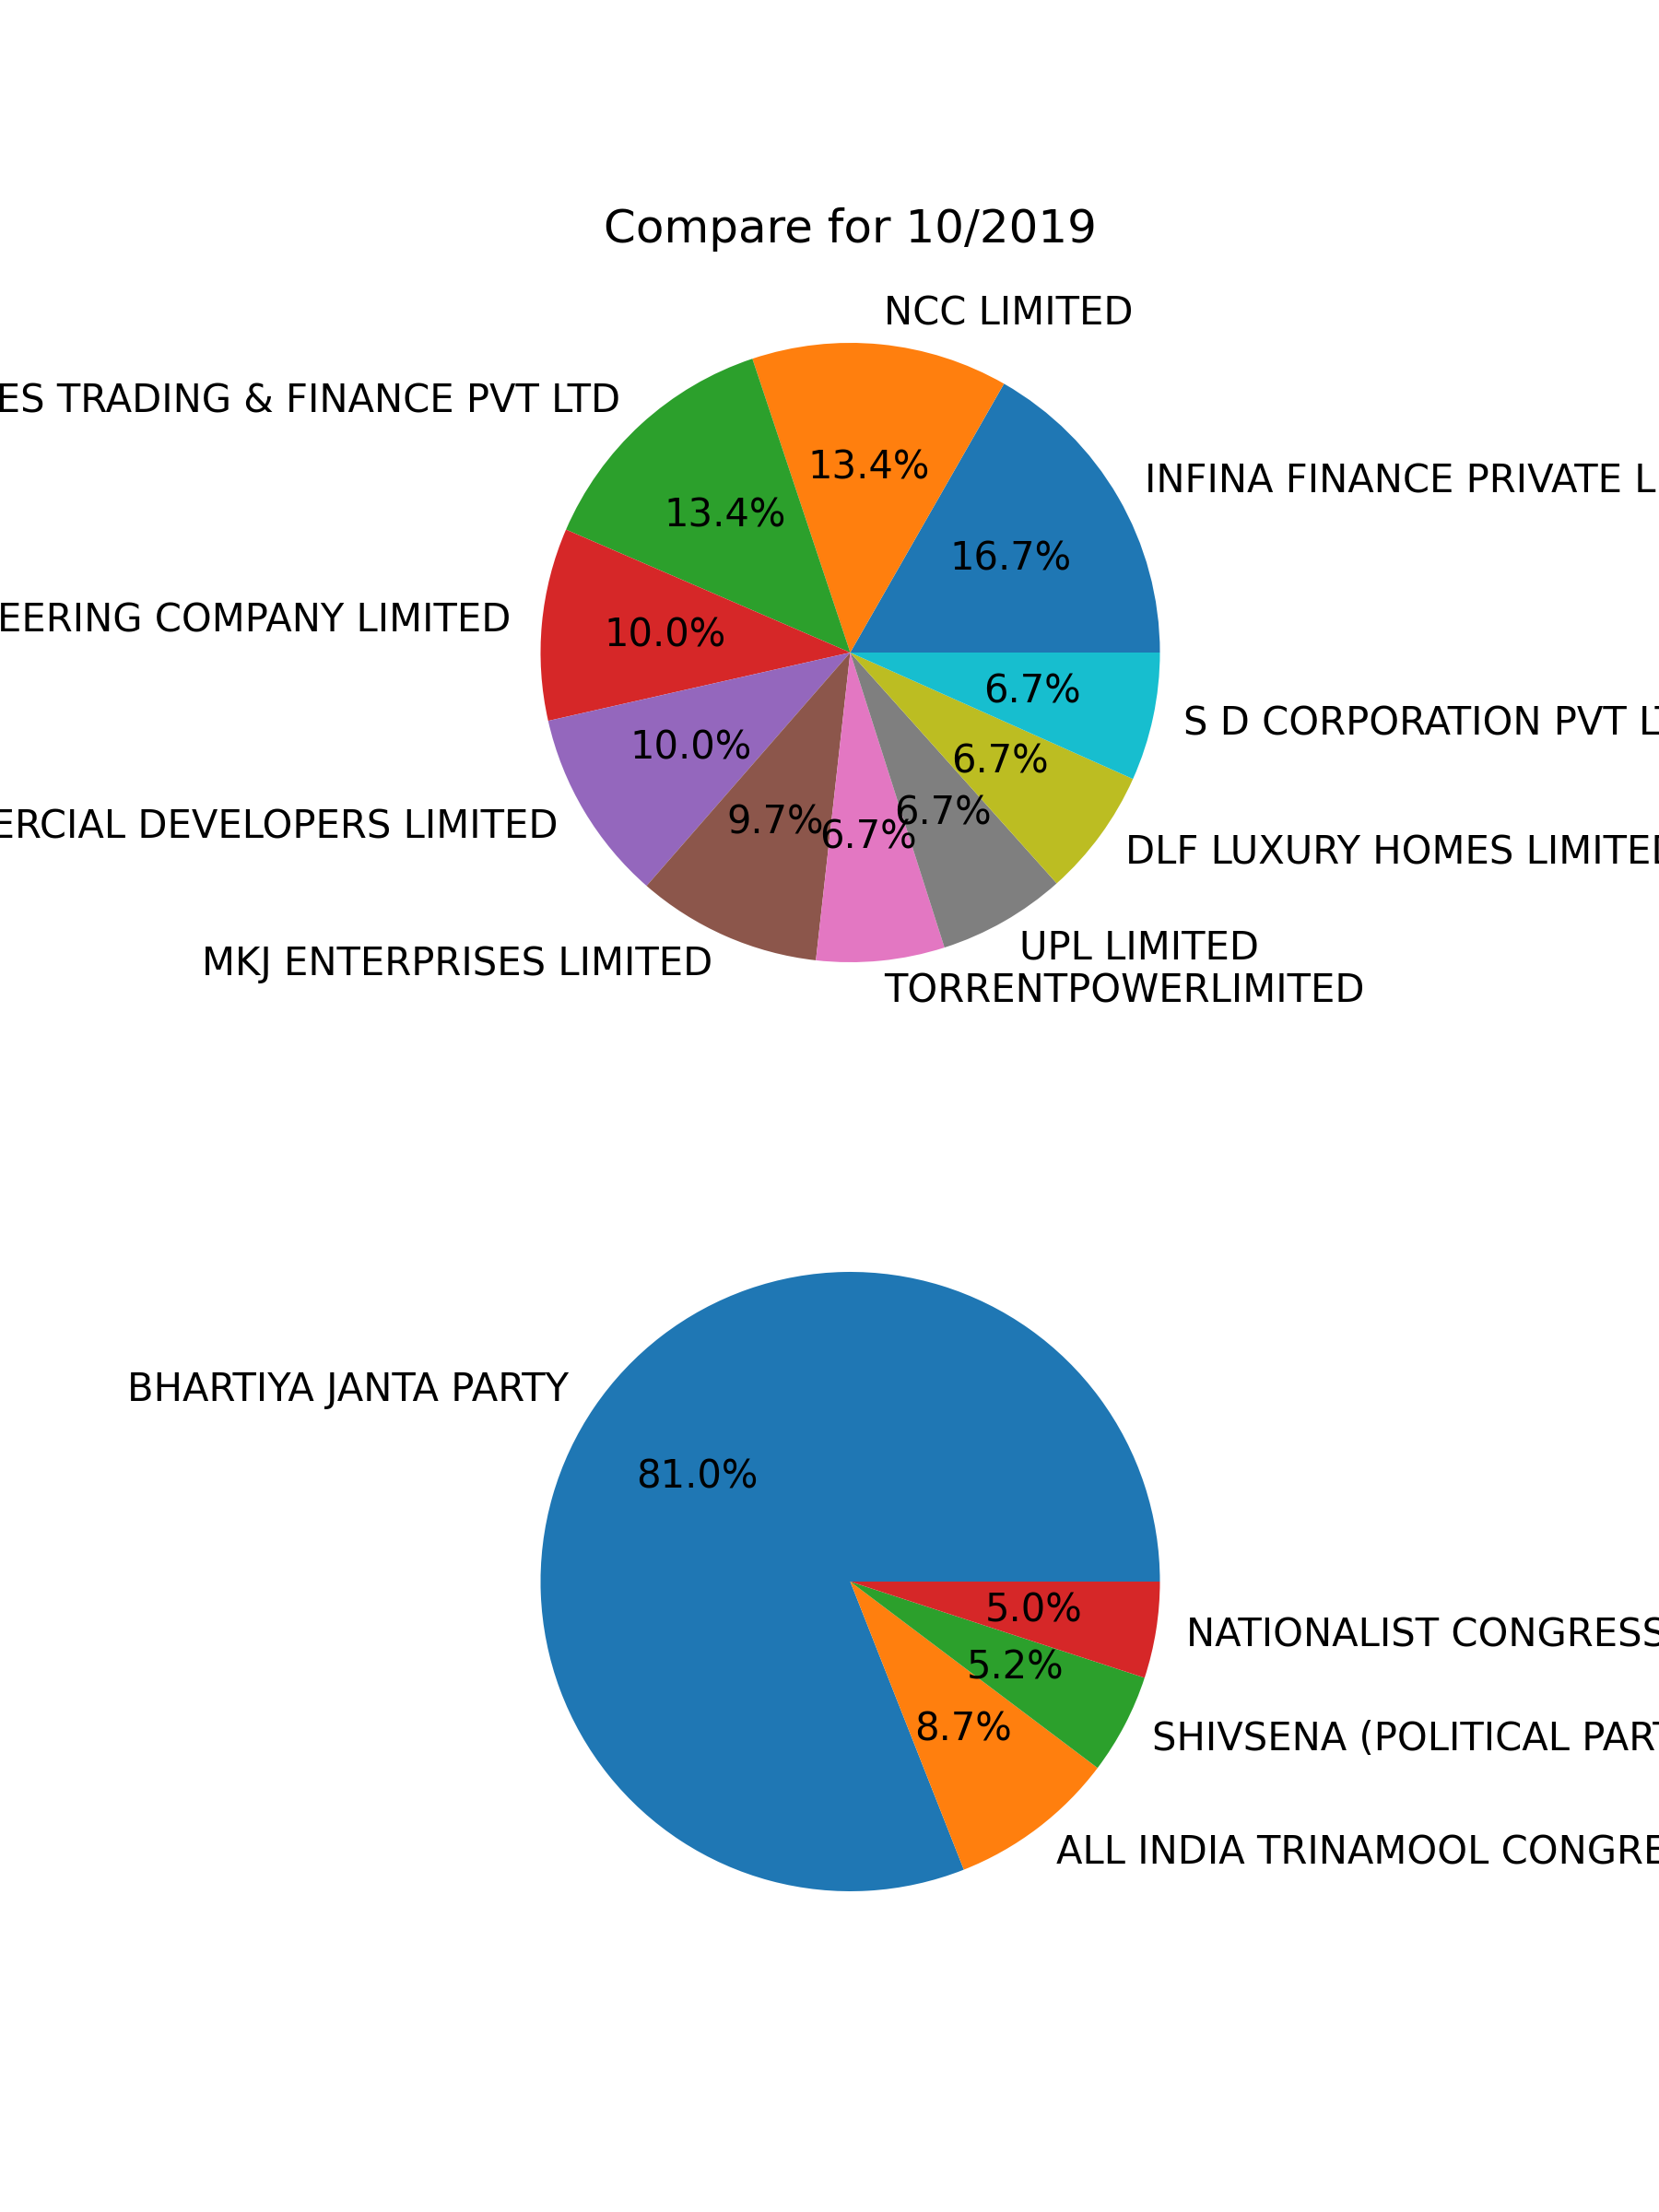 Compare for 10/2019
NCC LIMITED
ES TRADING & FINANCE PVT LTD
13.4%
INFINA FINANCE PRIVATE L
13.4%
16.7%
EERING COMPANY LIMITED
10.0%
6.7%
S D CORPORATION PVT
10.0%
6.7%
ERCIAL DEVELOPERS LIMITED
9.7%
6.7%
6.7%
DLF LUXURY HOMES LIMITED
MKJ ENTERPRISES LIMITED
UPL LIMITED
TORRENTPOWERLIMITED
BHARTIYA JANTA PARTY
81.0%
5.0%
NATIONALIST CONGRESS
5.2%
8.7%
SHIVSENA (POLITICAL PART
ALL INDIA TRINAMOOL CONGRE